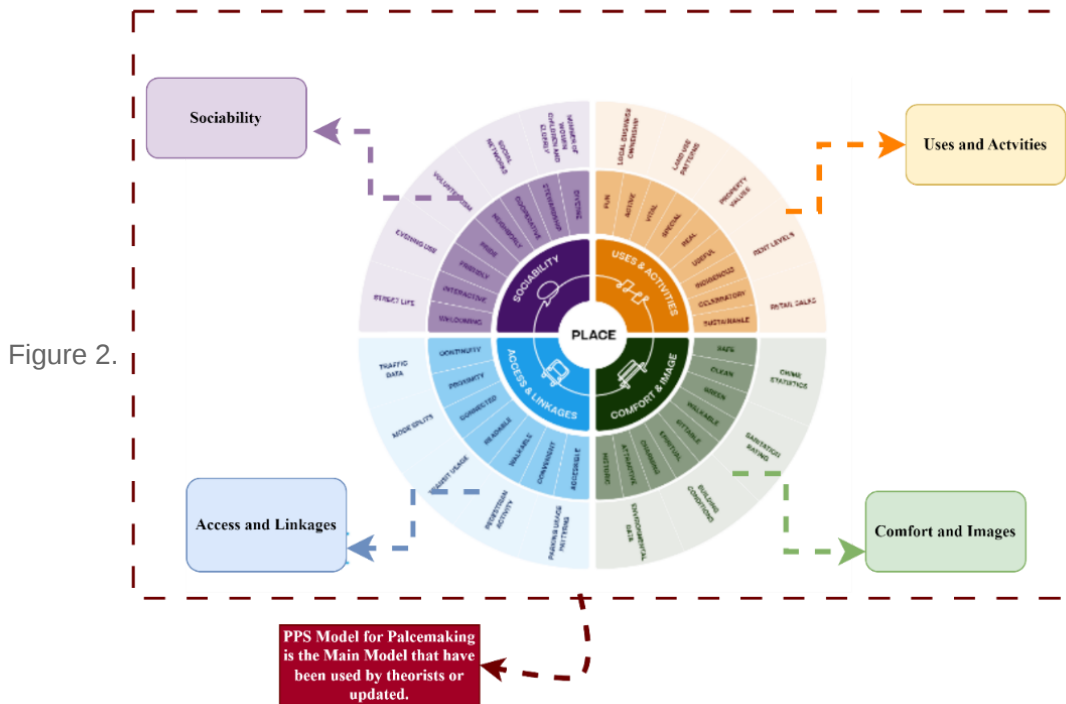 Figure 2.
Sociability
Uses and Actvities
Access and Linkages
Comfort and Images
PLACE
SOCIABILITY
USES & ACTIVITIES
ACCESS & LINKAGES
COMFORT & IMAGE
STREET LIFE
EVENING USE
SOCIAL
NETWORKS
LOCAL BUSINESS
OWNERSHIP
LAND USE
PATTERNS
PROPERTY
VALUES
RENT LEVELS
RETAIL SALES
WELCOMING
INTERACTIVE
FRIENDLY
PRIDE
NEIGHBORLY
COOPERATIVE
STEWARDSHIP
DIVERSE
FUN
ACTIVE
VITAL
SPECIAL
REAL
USEFUL
INDIGENOUS
CELEBRATORY
SUSTAINABLE
TRAFFIC
DATA
MODE SPLITS
PEDESTRIAN
ACTIVITY
PARKING USAGE
PATTERNS
CONTINUITY
PROXIMITY
CONNECTED
READABLE
WALKABLE
CONVENIENT
ACCESSIBLE
SAFE
CLEAN
GREEN
WALKABLE
SITTABLE
SPIRITUAL
CHARMING
ATTRACTIVE
HISTORIC
CRIME
STATISTICS
SANITATION
RATING
BUILDING
CONDITIONS
ENVIRONMENTAL
DATA
PPS Model for Palcemaking
is the Main Model that have
been used by theorists or
updated.